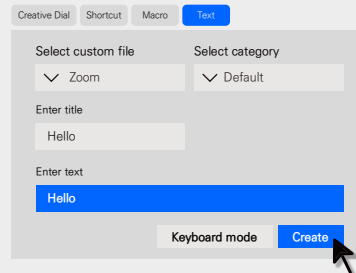 Creative Dial Shortcut Macro Text
Select custom file Select category
Zoom Default
Enter title
Hello
Enter text
Hello
Keyboard mode Create